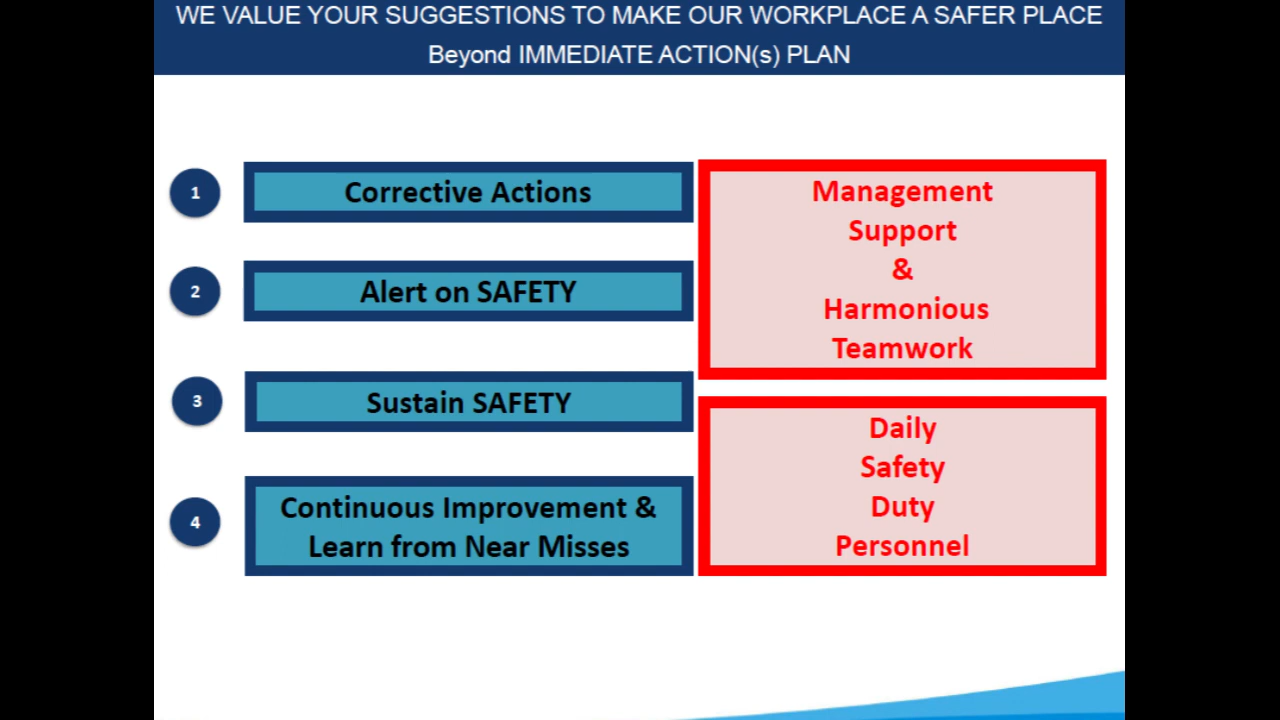 WE VALUE YOUR SUGGESTIONS TO MAKE OUR WORKPLACE A SAFER PLACE
Beyond IMMEDIATE ACTION(s) PLAN
1
Corrective Actions
2
Alert on SAFETY
3
Sustain SAFETY
4
Continuous Improvement &
Learn from Near Misses
Management
Support
&
Harmonious
Teamwork
Daily
Safety
Duty
Personnel